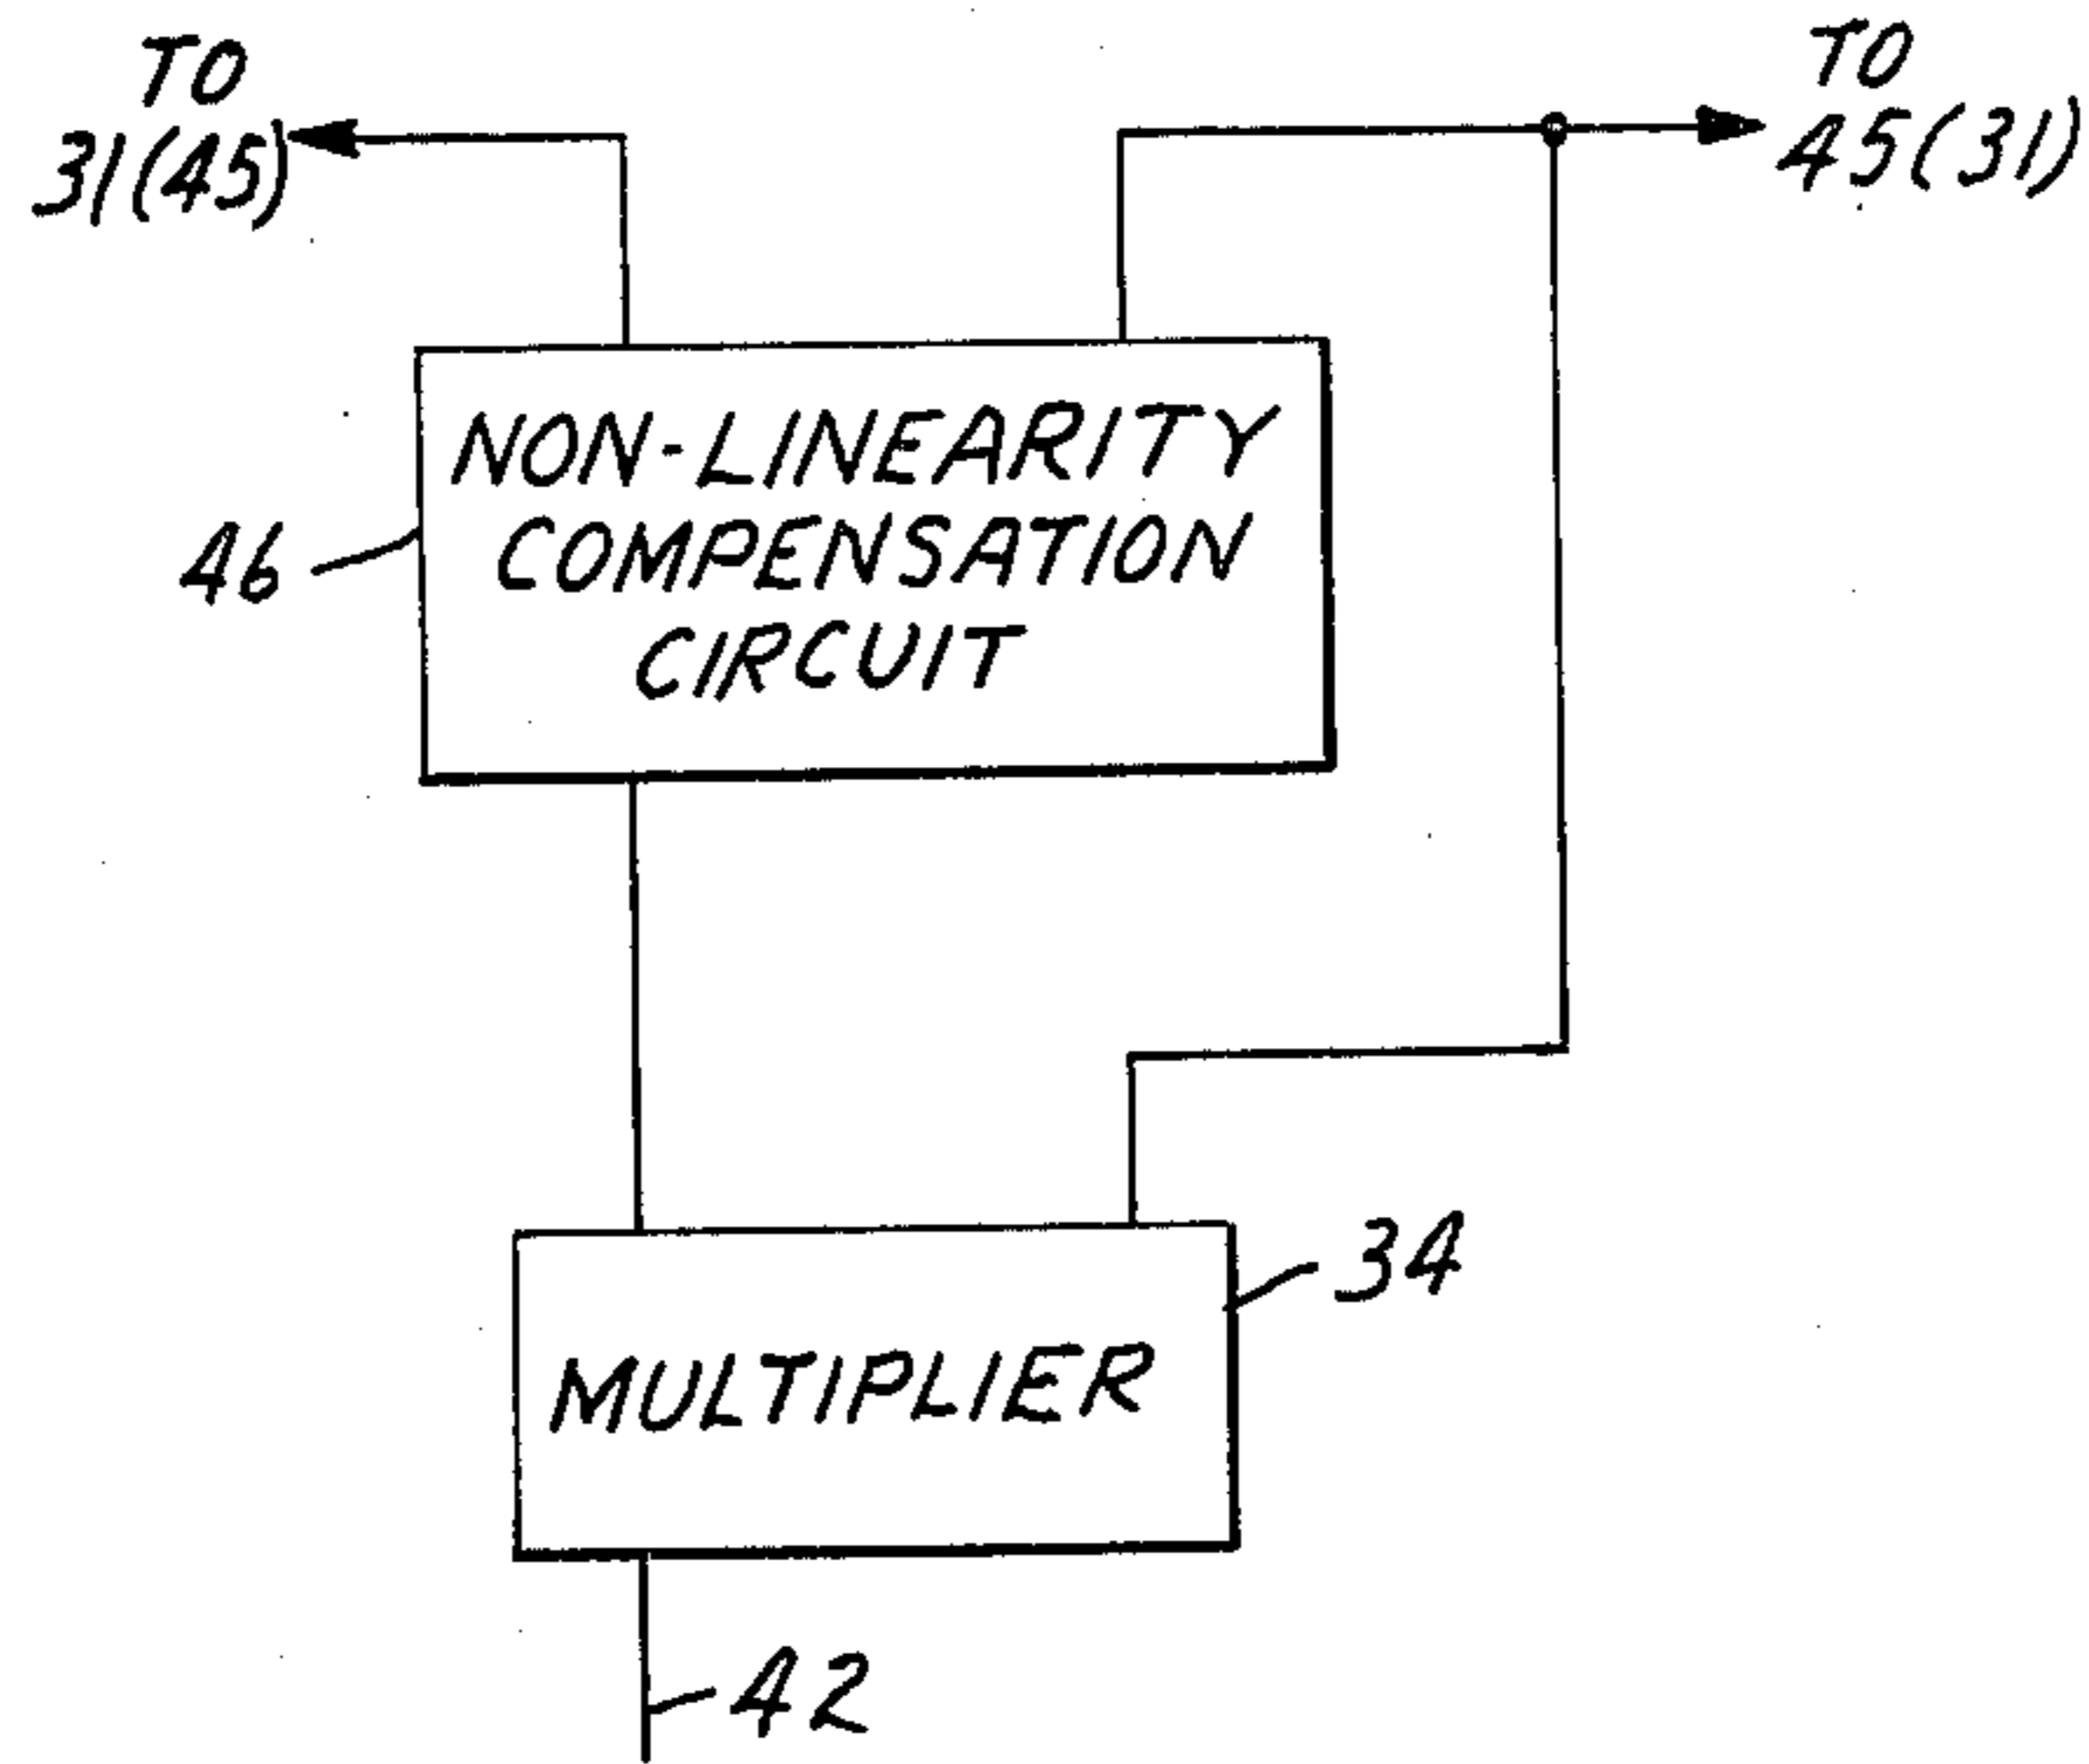 TO
31(45)
TO
45(31)
NON-LINEARITY
COMPENSATION
CIRCUIT
46
34
MULTIPLIER
42